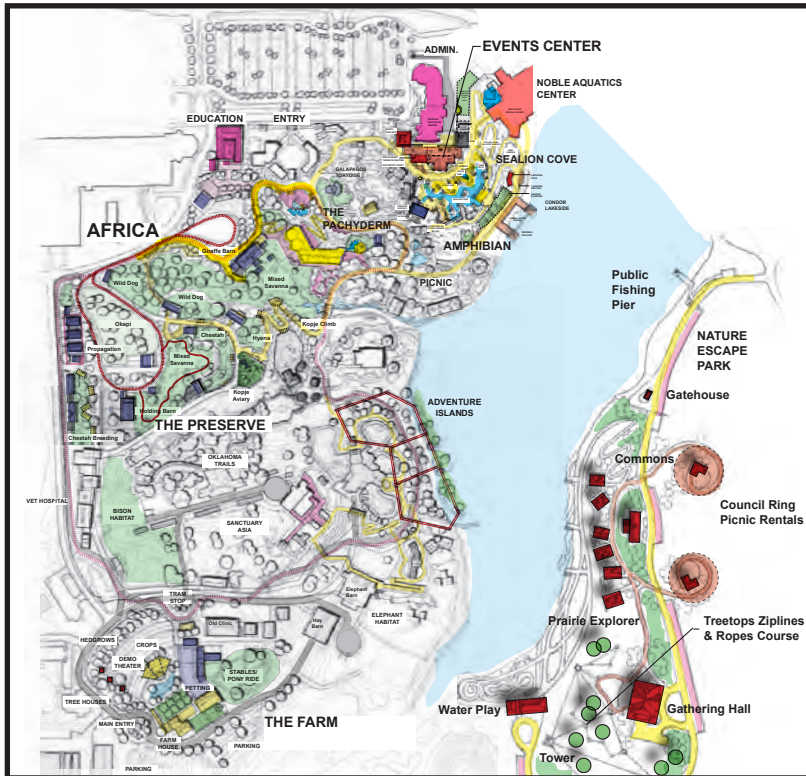 ADMIN.
EVENTS CENTER
NOBLE AQUATICS
CENTER
EDUCATION
ENTRY
SEALION COVE
GALAPAGOS
TORTOISE
CONDOR
LAKESIDE
THE
PACHYDERM
AFRICA
AMPHIBIAN
Giraffe Barn
PICNIC
Wild Dog
Mixed
Savanna
Public
Fishing
Pier
Wild Dog
Kopje Climb
Okapi
Cheetah
Hyena
NATURE
ESCAPE
PARK
Propagation
Mixed
Savanna
Kopje
Aviary
Gatehouse
Holding Barn
ADVENTURE
ISLANDS
Cheetah Breeding
THE PRESERVE
OKLAHOMA
TRAILS
Commons
VET HOSPITAL
BISON
HABITAT
SANCTUARY
ASIA
Council Ring
Picnic Rentals
TRAM
STOP
Elephant
Barn
ELEPHANT
HABITAT
Old Clinic
Hay
Barn
Prairie Explorer
Treetops Ziplines
& Ropes Course
HEDGROWS
CROPS
DEMO
THEATER
STABLES/
PONY RIDE
PETTING
TREE HOUSES
Water Play
Gathering Hall
MAIN ENTRY
THE FARM
FARM
HOUSE
PARKING
Tower
PARKING